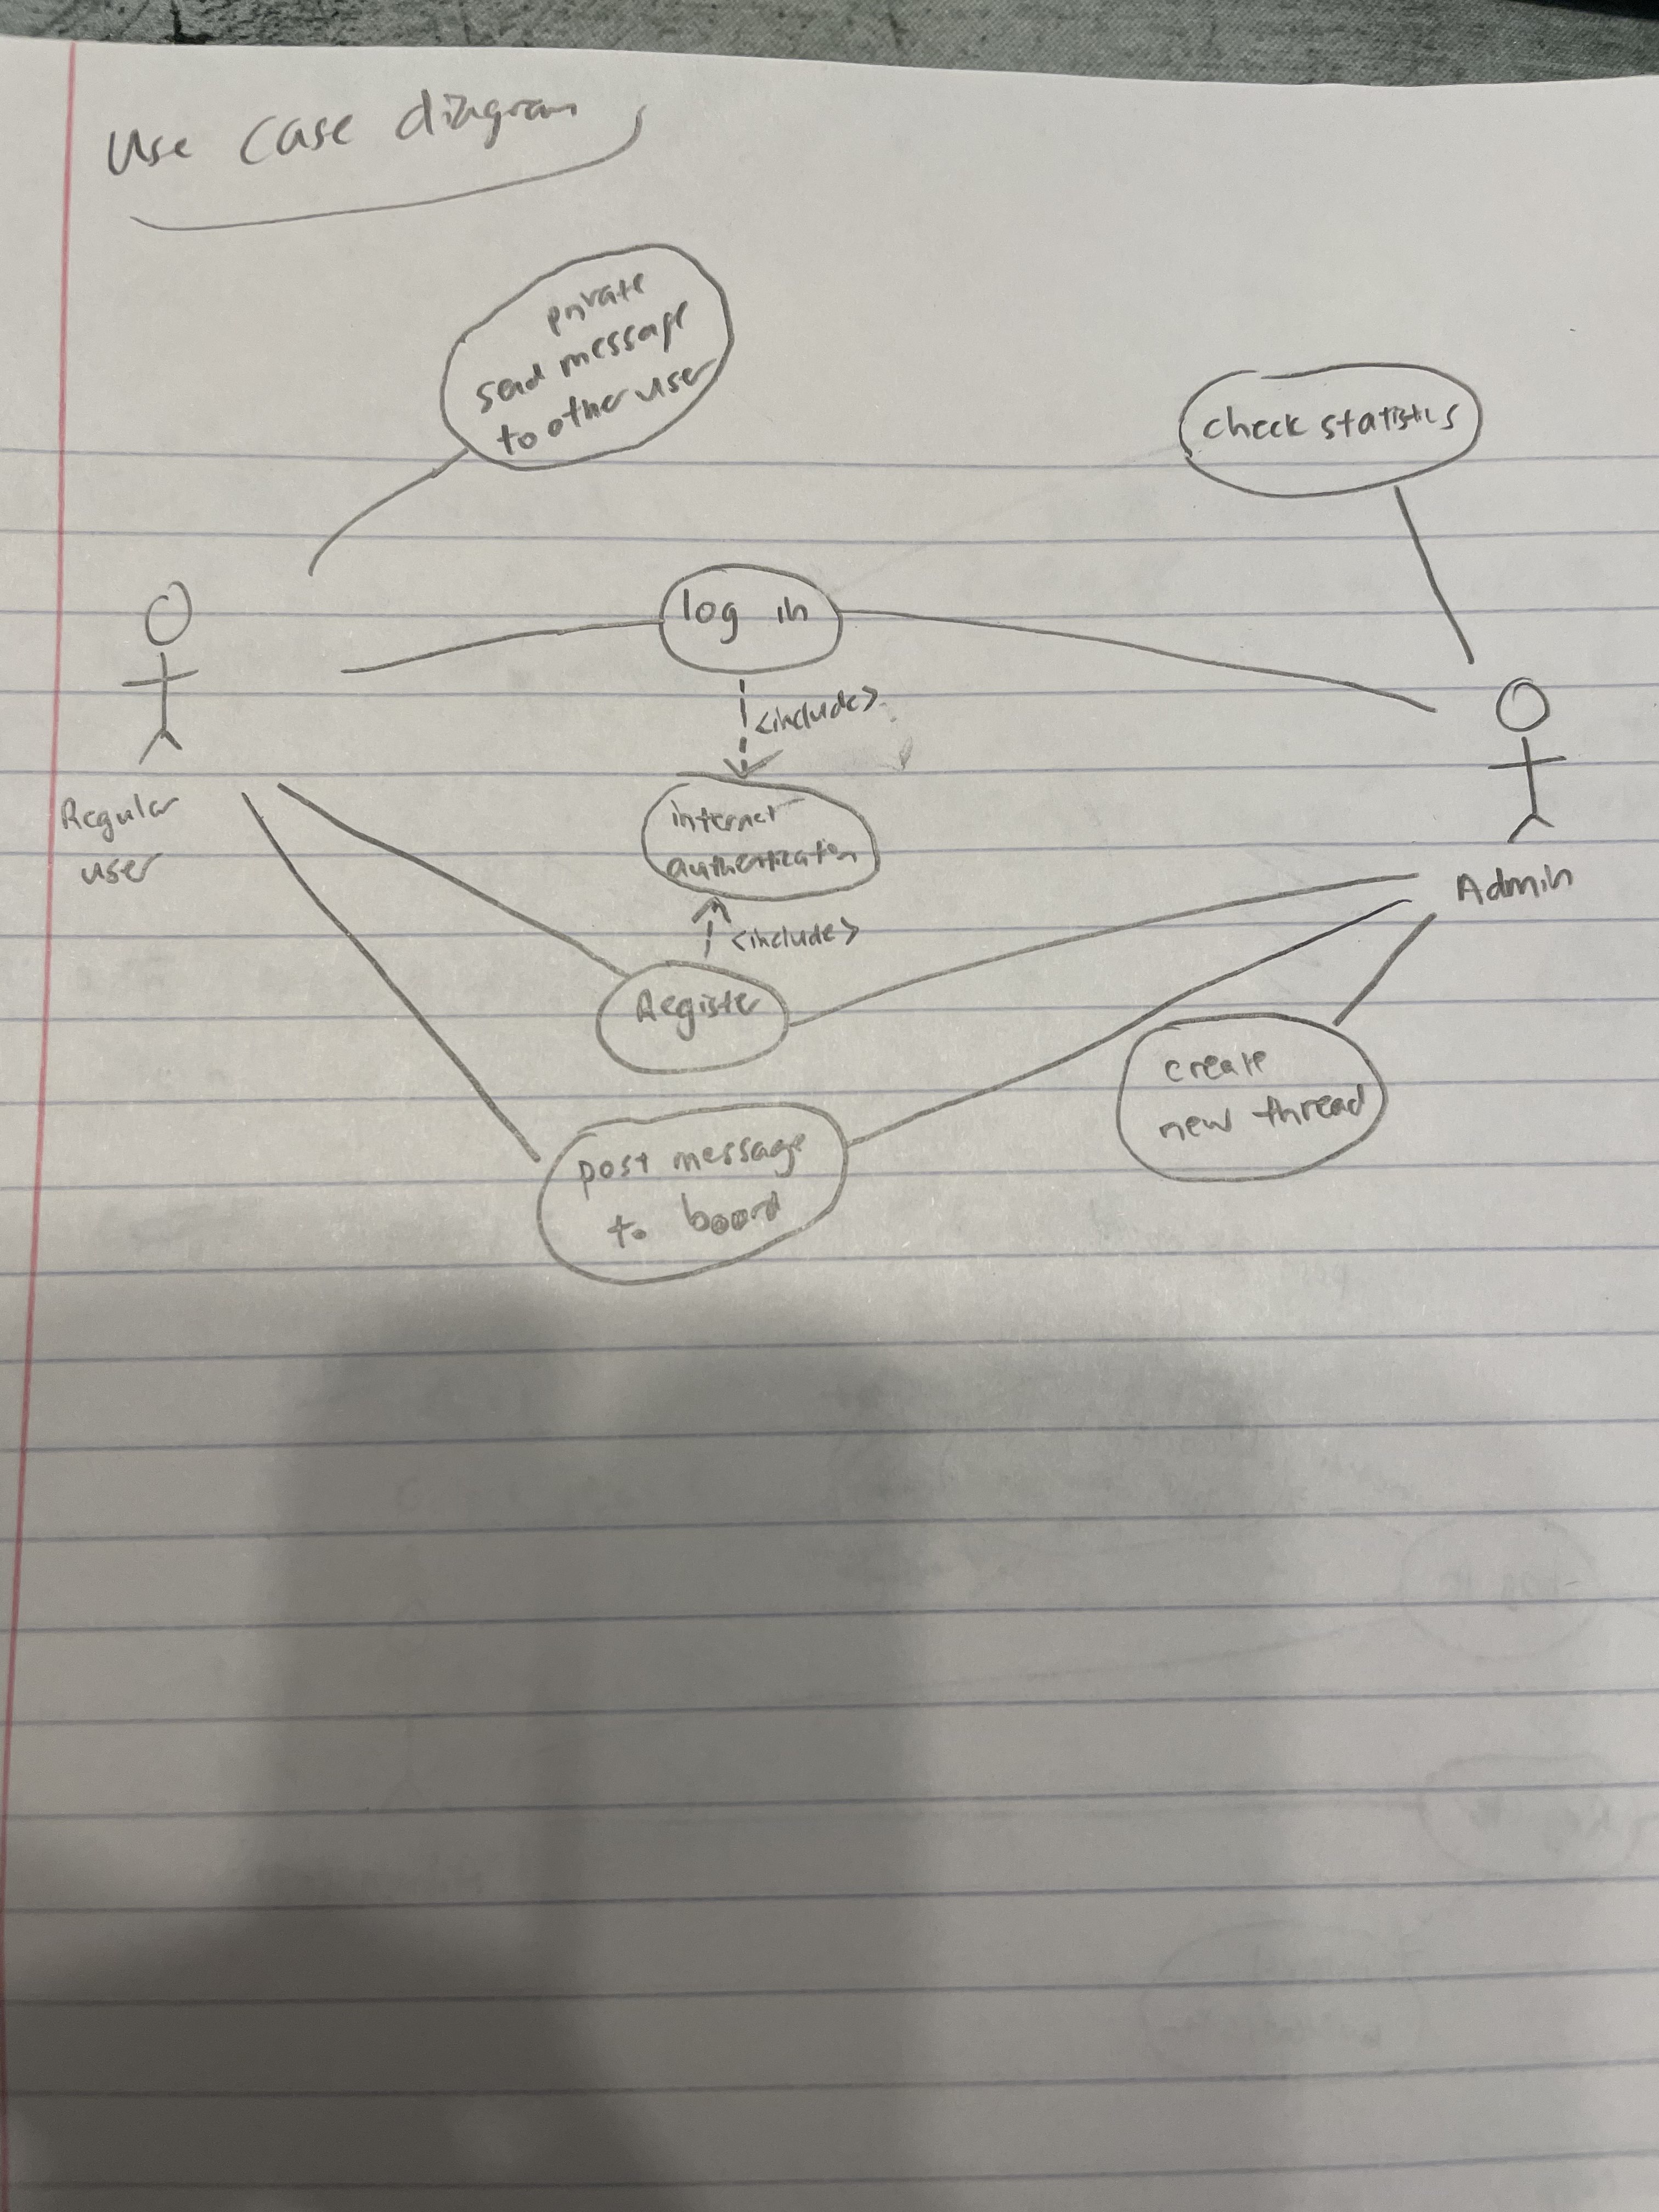 Use case diagram
private
send message
to other user
check statistics
log in
<include>
Regular
user
internet
authentication
Admin
<include>
Register
create
new thread
post message
to board